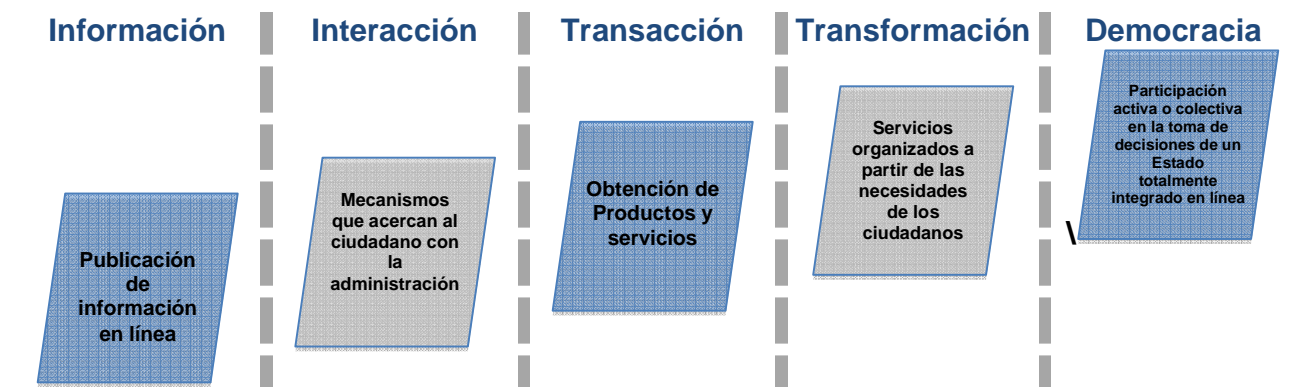 Información
Interacción
Transacción
Transformación
Democracia
Publicación
de
información
en línea
Mecanismos
que acercan al
ciudadano con
la
administración
Obtención de
Productos y
servicios
Servicios
organizados a
partir de las
necesidades
de los
ciudadanos
Participación
activa o colectiva
en la toma de
decisiones de un
Estado
totalmente
integrado en línea
\